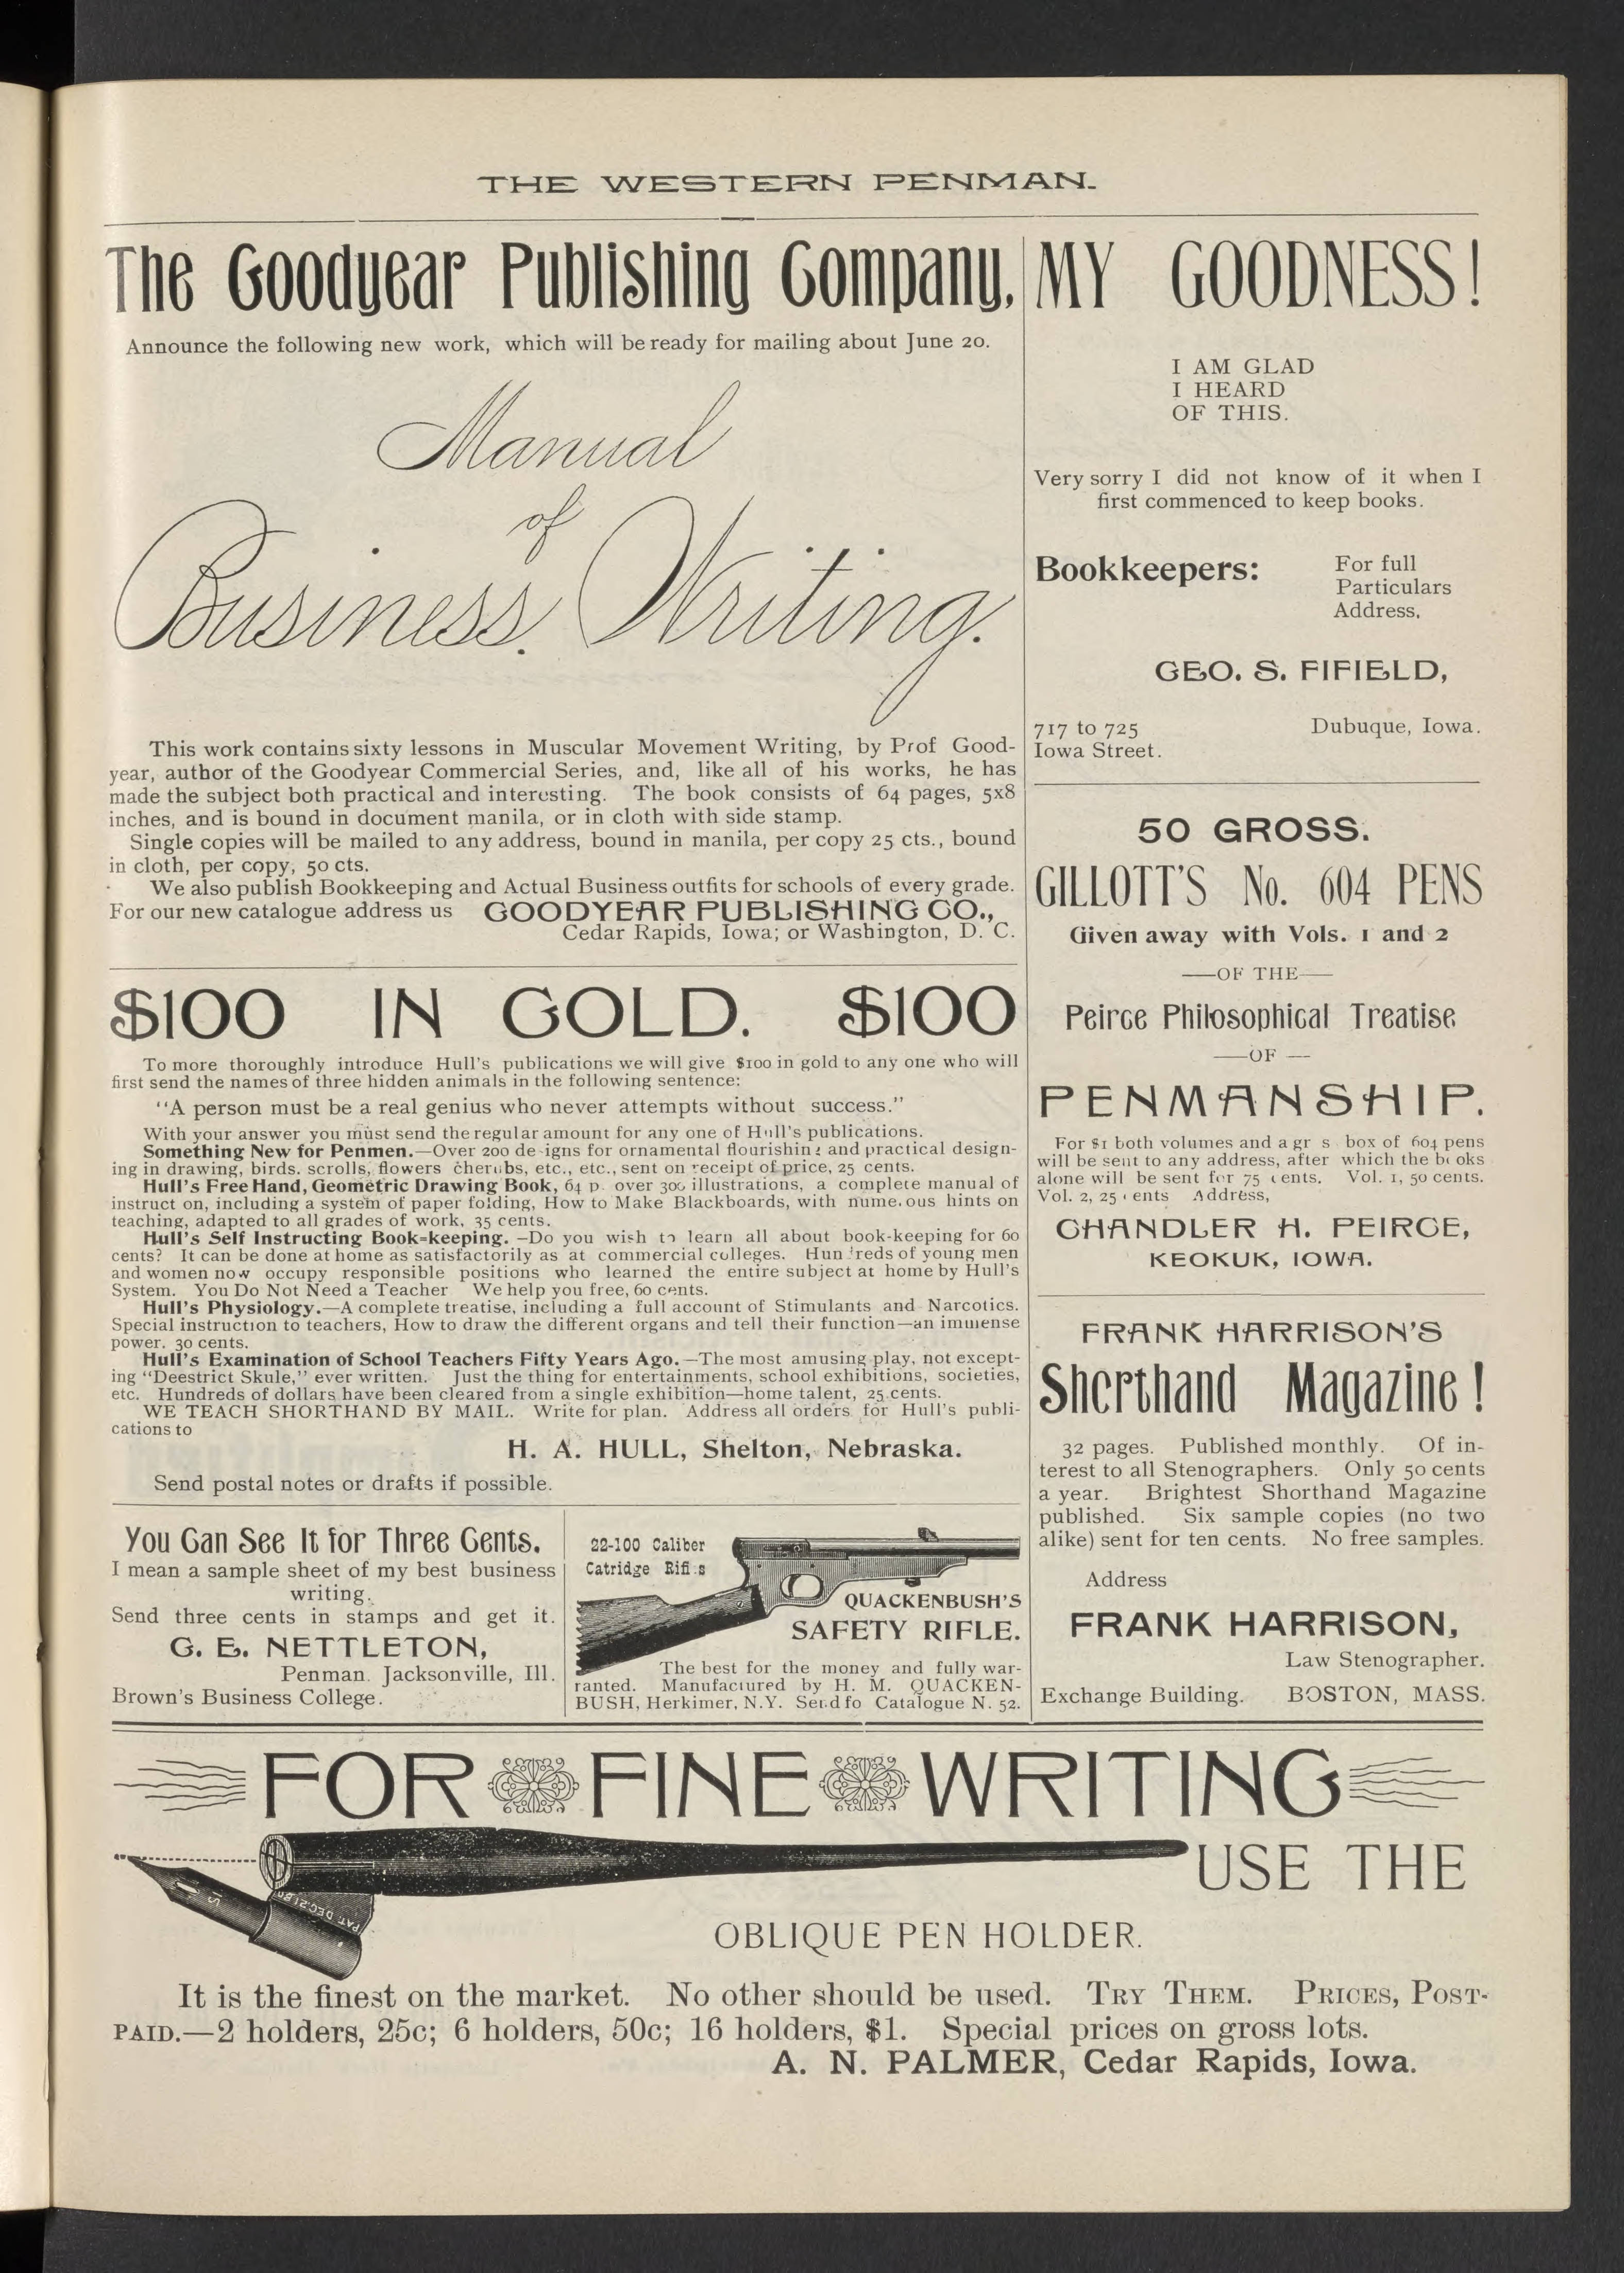 THE WESTERN PENMAN.
The Goodyear Publishing Company,
Announce the following new work, which will be ready for mailing about June 20.
Manual
of
Business Writing.
This work contains sixty lessons in Muscular Movement Writing, by Prof Good-
year, author of the Goodyear Commercial Series, and, like all of his works, he has
made the subject both practical and interesting. The book consists of 64 pages, 5x8
inches, and is bound in document manila, or in cloth with side stamp.
Single copies will be mailed to any address, bound in manila, per copy 25 cts., bound
in cloth, per copy, 50 cts.
We also publish Bookkeeping and Actual Business outfits for schools of every grade.
For our new catalogue address us GOODYEAR PUBLISHING CO.,
Cedar Rapids, Iowa; or Washington, D. C.
$100 IN GOLD. $100
To more thoroughly introduce Hull's publications we will give $100 in gold to any one who will
first send the names of three hidden animals in the following sentence:
"A person must be a real genius who never attempts without success."
With your answer you must send the regular amount for any one of Hull's publications.
Something New for Penmen.—Over 200 de igns for ornamental flourishing and practical design-
ing in drawing, birds. scrolls, flowers cherubs, etc., etc., sent on receipt of price, 25 cents.
Hull's Free Hand, Geometric Drawing Book, 64 p. over 300 illustrations, a complete manual of
instruct on, including a system of paper folding, How to Make Blackboards, with nume.ous hints on
teaching, adapted to all grades of work, 35 cents.
Hull's Self Instructing Book=keeping. —Do you wish to learn all about book-keeping for 60
cents? It can be done at home as satisfactorily as at commercial colleges. Hundreds of young men
and women now occupy responsible positions who learned the entire subject at home by Hull's
System. You Do Not Need a Teacher We help you free, 60 cents.
Hull's Physiology.—A complete treatise, including a full account of Stimulants and Narcotics.
Special instruction to teachers, How to draw the different organs and tell their function—an immense
power. 30 cents.
Hull's Examination of School Teachers Fifty Years Ago. —The most amusing play, not except-
ing "Deestrict Skule," ever written. Just the thing for entertainments, school exhibitions, societies,
etc. Hundreds of dollars have been cleared from a single exhibition—home talent, 25 cents.
WE TEACH SHORTHAND BY MAIL. Write for plan. Address all orders for Hull's publi-
cations to
H. A. HULL, Shelton, Nebraska.
Send postal notes or drafts if possible.
You Can See It for Three Cents.
I mean a sample sheet of my best business
writing.
Send three cents in stamps and get it.
G. E. NETTLETON,
Penman. Jacksonville, Ill.
Brown's Business College.
22-100 Caliber
Catridge Rifi s
QUACKENBUSH'S
SAFETY RIFLE.
The best for the money and fully war-
ranted. Manufactured by H. M. QUACKEN-
BUSH, Herkimer, N.Y. Send fo Catalogue N. 52.
MY GOODNESS!
I AM GLAD
I HEARD
OF THIS.
Very sorry I did not know of it when I
first commenced to keep books.
Bookkeepers:
For full
Particulars
Address,
GEO. S. FIFIELD,
717 to 725
Iowa Street.
Dubuque, Iowa.
50 GROSS.
GILLOTT'S No. 604 PENS
Given away with Vols. 1 and 2
—OF THE—
Peirce Philosophical Treatise
—OF—
PENMANSHIP.
For $1 both volumes and a gr s box of 604 pens
will be sent to any address, after which the books
alone will be sent for 75 cents. Vol. 1, 50 cents.
Vol. 2, 25 cents Address,
CHANDLER H. PEIRCE,
KEOKUK, IOWA.
FRANK HARRISON'S
Shorthand Magazine!
32 pages. Published monthly. Of in-
terest to all Stenographers. Only 50 cents
a year. Brightest Shorthand Magazine
published. Six sample copies (no two
alike) sent for ten cents. No free samples.
Address
FRANK HARRISON,
Law Stenographer.
Exchange Building. BOSTON, MASS.
FOR FINE WRITING
USE THE
PAT. DEC. 21, 80
OBLIQUE PEN HOLDER.
It is the finest on the market. No other should be used. TRY THEM. PRICES, POST-
PAID.—2 holders, 25c; 6 holders, 50c; 16 holders, $1. Special prices on gross lots.
A. N. PALMER, Cedar Rapids, Iowa.